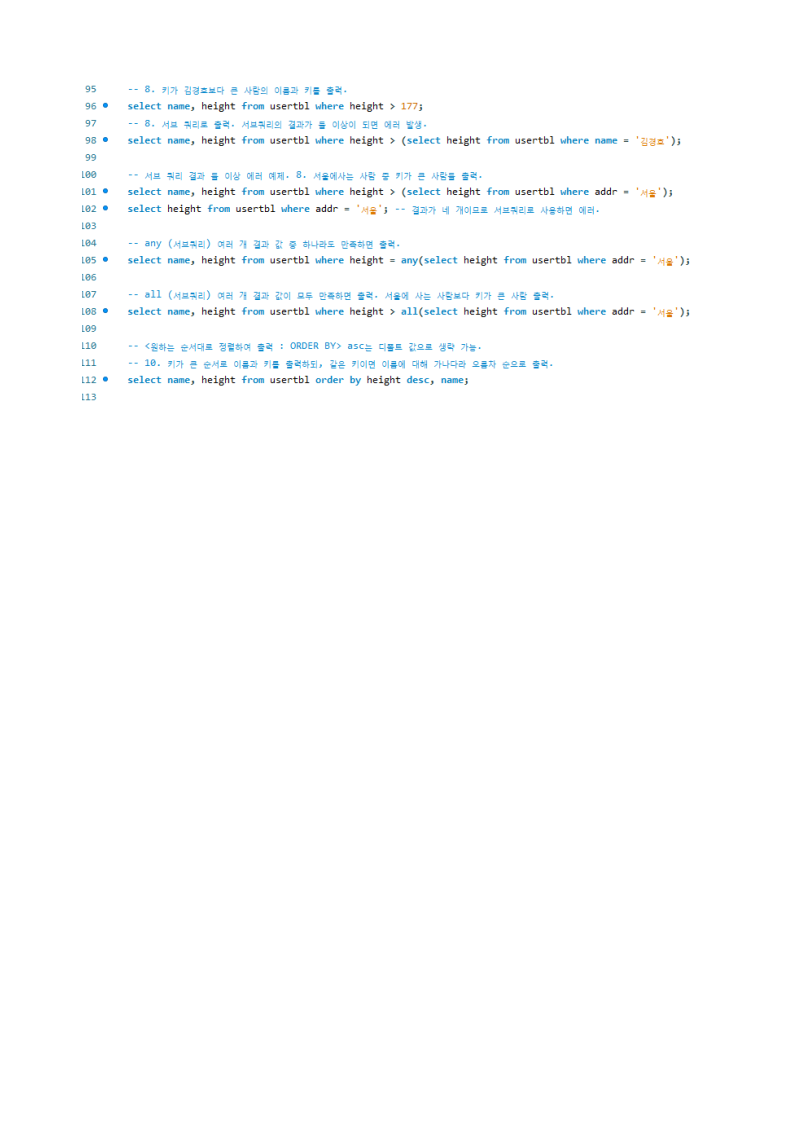 95 -- 8. 키가 김경호보다 큰 사람의 이름과 키를 출력.
96 select name, height from usertbl where height > 177;
97 -- 8. 서브 쿼리로 출력. 서브쿼리의 결과가 둘 이상이 되면 에러 발생.
98 select name, height from usertbl where height > (select height from usertbl where name = '김경호');
99
100 -- 서브 쿼리 결과 둘 이상 에러 예제. 8. 서울에사는 사람 중 키가 큰 사람들 출력.
101 select name, height from usertbl where height > (select height from usertbl where addr = '서울');
102 select height from usertbl where addr = '서울'; -- 결과가 네 개이므로 서브쿼리로 사용하면 에러.
103
104 -- any (서브쿼리) 여러 개 결과 값 중 하나라도 만족하면 출력.
105 select name, height from usertbl where height = any(select height from usertbl where addr = '서울');
106
107 -- all (서브쿼리) 여러 개 결과 값이 모두 만족하면 출력. 서울에 사는 사람보다 키가 큰 사람 출력.
108 select name, height from usertbl where height > all(select height from usertbl where addr = '서울');
109
110 -- <원하는 순서대로 정렬하여 출력 : ORDER BY> asc는 디폴트 값으로 생략 가능.
111 -- 10. 키가 큰 순서로 이름과 키를 출력하되, 같은 키이면 이름에 대해 가나다라 오름차 순으로 출력.
112 select name, height from usertbl order by height desc, name;
113